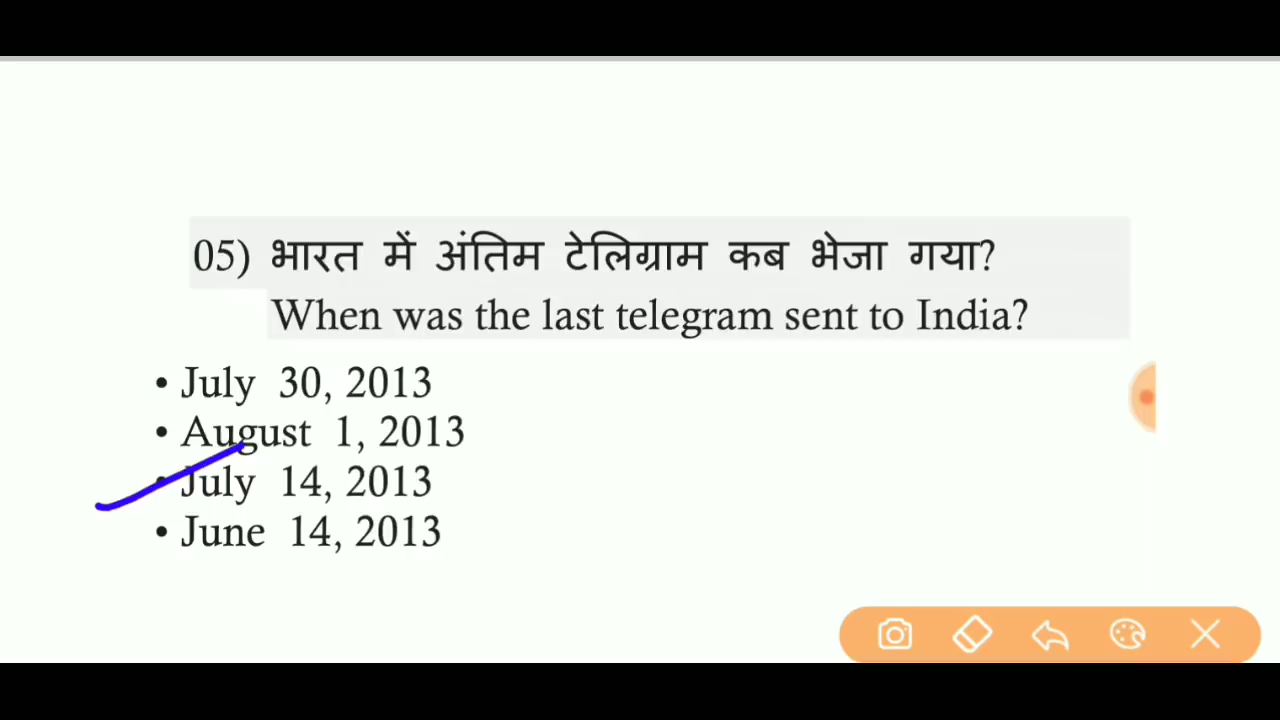 05) भारत में अंतिम टेलिग्राम कब भेजा गया?
When was the last telegram sent to India?
• July 30, 2013
• August 1, 2013
• July 14, 2013
• June 14, 2013